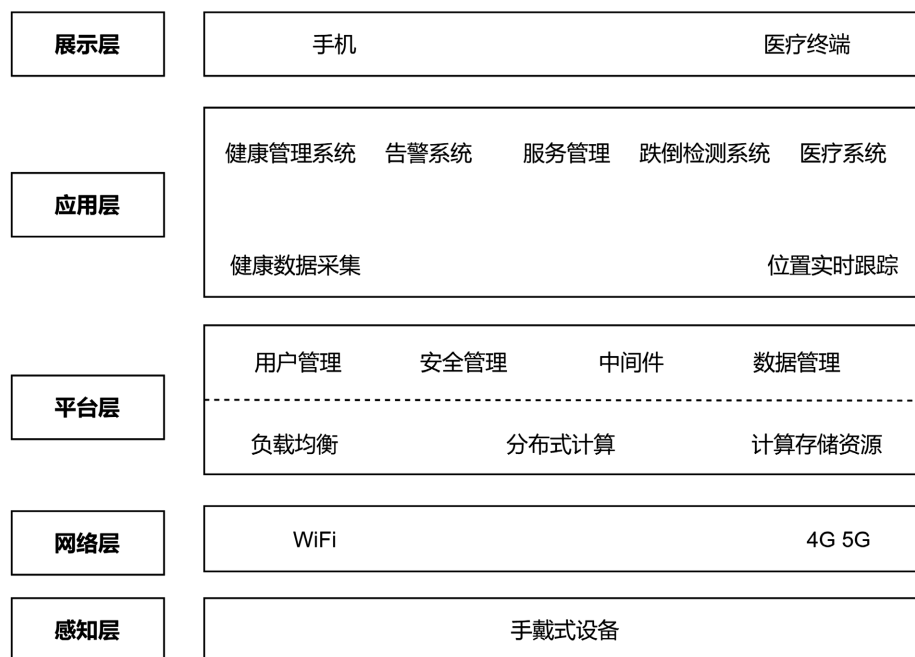 展示层
手机 医疗终端
应用层
健康管理系统 告警系统 服务管理 跌倒检测系统 医疗系统
健康数据采集 位置实时跟踪
平台层
用户管理 安全管理 中间件 数据管理
负载均衡 分布式计算 计算存储资源
网络层
WiFi 4G 5G
感知层
手戴式设备